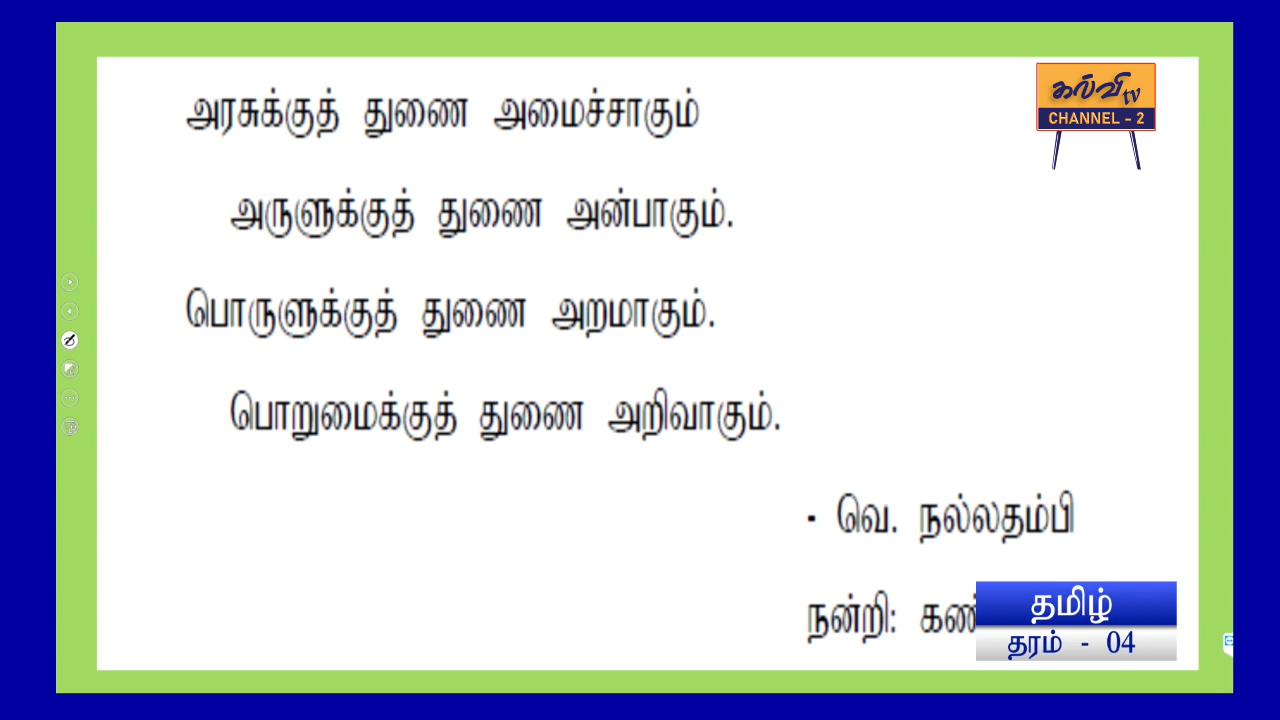 அரசுக்குத் துணை அமைச்சாகும்
அருளுக்குத் துணை அன்பாகும்.
பொருளுக்குத் துணை அறமாகும்.
பொறுமைக்குத் துணை அறிவாகும்.
- வெ. நல்லதம்பி
நன்றி:
கல்வி tv
CHANNEL - 2
தமிழ்
தரம் - 04